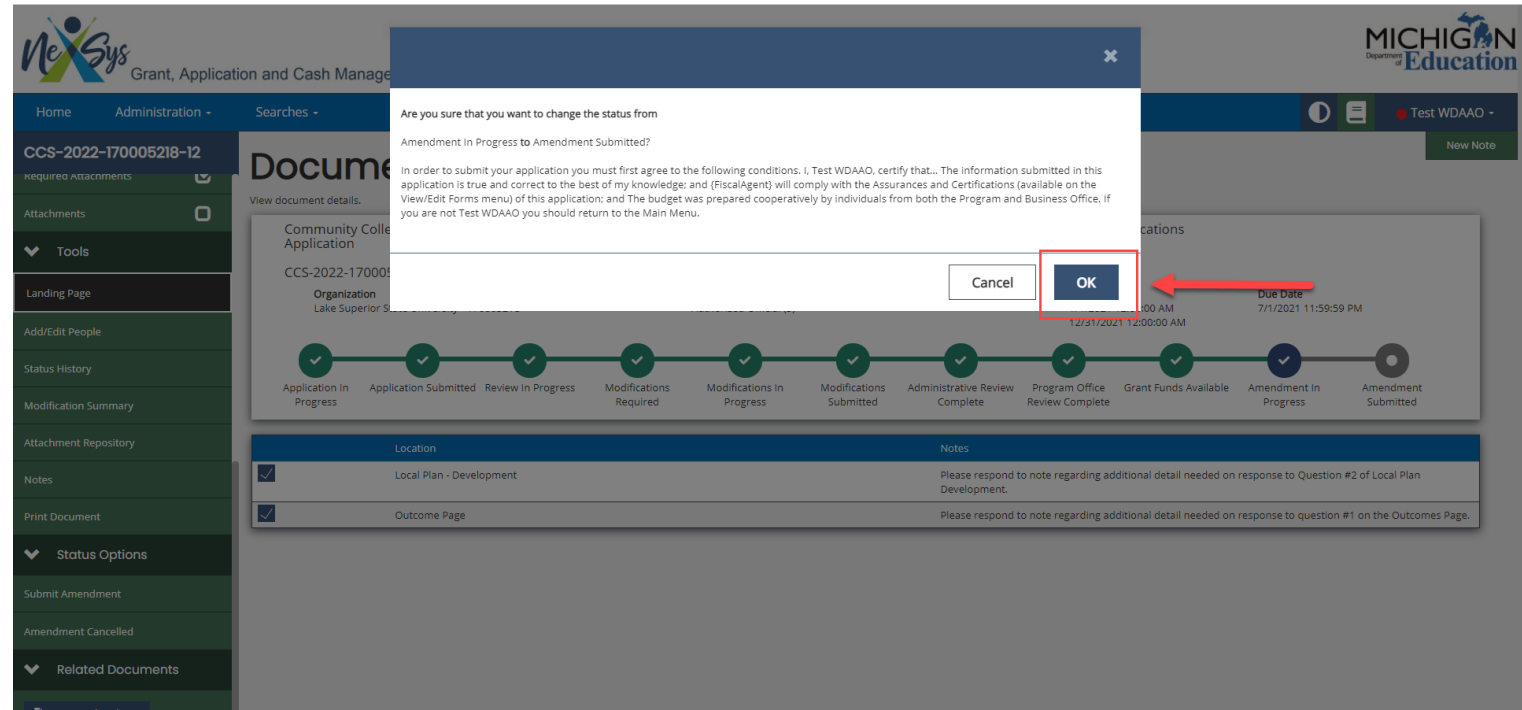 NexSys
Grant, Application and Cash Manage
MICHIGAN
Department of Education
Home
Administration
Searches
Test WDAAO
CCS-2022-170005218-12
New Note
Required Attachments
Attachments
Tools
Landing Page
Add/Edit People
Status History
Modification Summary
Attachment Repository
Notes
Print Document
Status Options
Submit Amendment
Amendment Cancelled
Related Documents
Docume
View document details.
Are you sure that you want to change the status from
Amendment In Progress to Amendment Submitted?
In order to submit your application you must first agree to the following conditions. I, Test WDAAO, certify that... The information submitted in this
application is true and correct to the best of my knowledge; and {FiscalAgent} will comply with the Assurances and Certifications (available on the
View/Edit Forms menu) of this application; and The budget was prepared cooperatively by individuals from both the Program and Business Office. If
you are not Test WDAAO you should return to the Main Menu.
Cancel
OK
Community Colle
Application
cations
CCS-2022-170005
Organization
Lake Superior
Due Date
7/1/2021 11:59:59 PM
12/31/2021 12:00:00 AM
Application In
Progress
Application Submitted
Review In Progress
Modifications
Required
Modifications In
Progress
Modifications
Submitted
Administrative Review
Complete
Program Office
Review Complete
Grant Funds Available
Amendment In
Progress
Amendment
Submitted
Location
Notes
Local Plan - Development
Please respond to note regarding additional detail needed on response to Question #2 of Local Plan
Development.
Outcome Page
Please respond to note regarding additional detail needed on response to question #1 on the Outcomes Page.